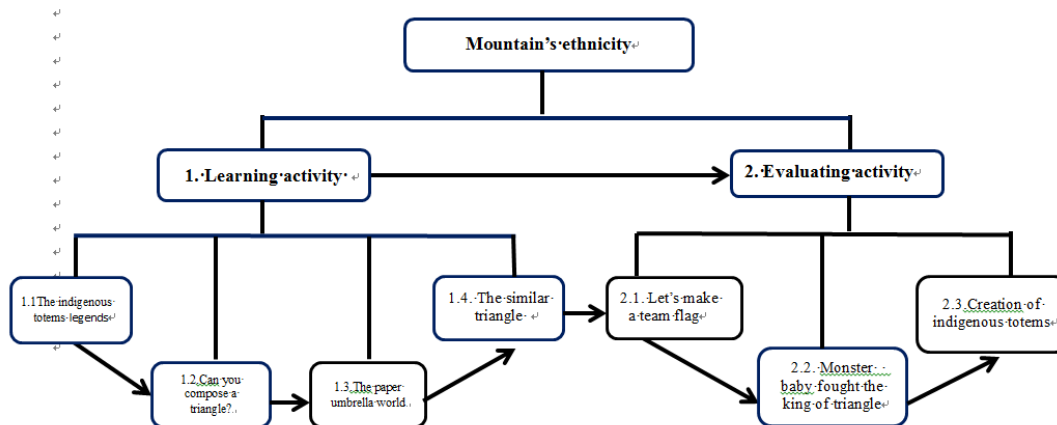 Mountain's ethnicity
1. Learning activity
2. Evaluating activity
1.1The indigenous
totems legends
1.2.Can you
compose a
triangle?.
1.3.The paper
umbrella world.
1.4. The similar
triangle
2.1. Let's make
a team flag
2.2. Monster
baby fought the
king of triangle
2.3.Creation of
indigenous totems